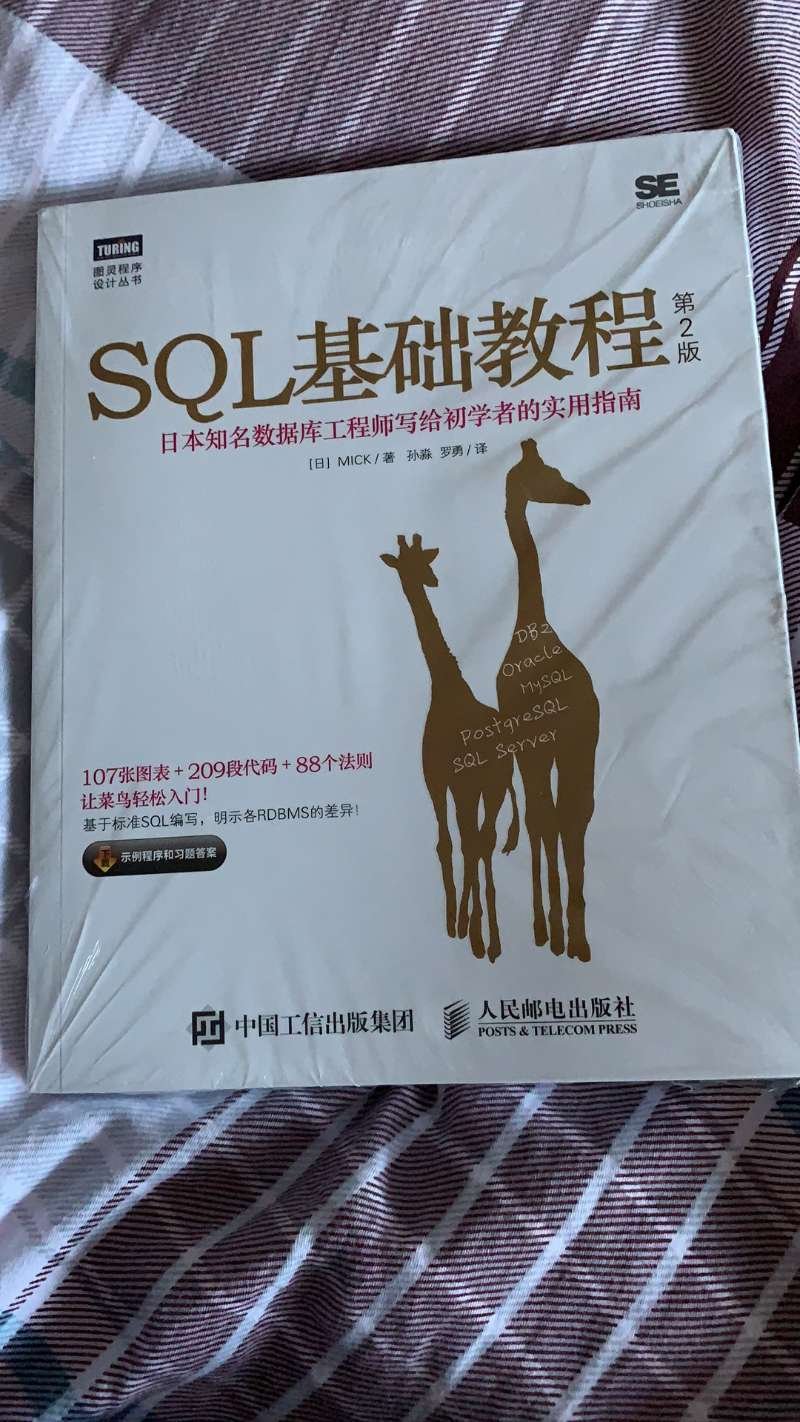 SE
SHOEISHA
TURING
图灵程序
设计丛书
SQL基础教程
第2版
日本知名数据库工程师写给初学者的实用指南
［日］MICK / 著 孙淼 罗勇 / 译
DB2
Oracle
MySQL
PostgreSQL
SQL Server
107张图表+209段代码+88个法则
让菜鸟轻松入门！
基于标准SQL编写，明示各RDBMS的差异！
示例程序和习题答案
中国工信出版集团
人民邮电出版社
POSTS & TELECOM PRESS